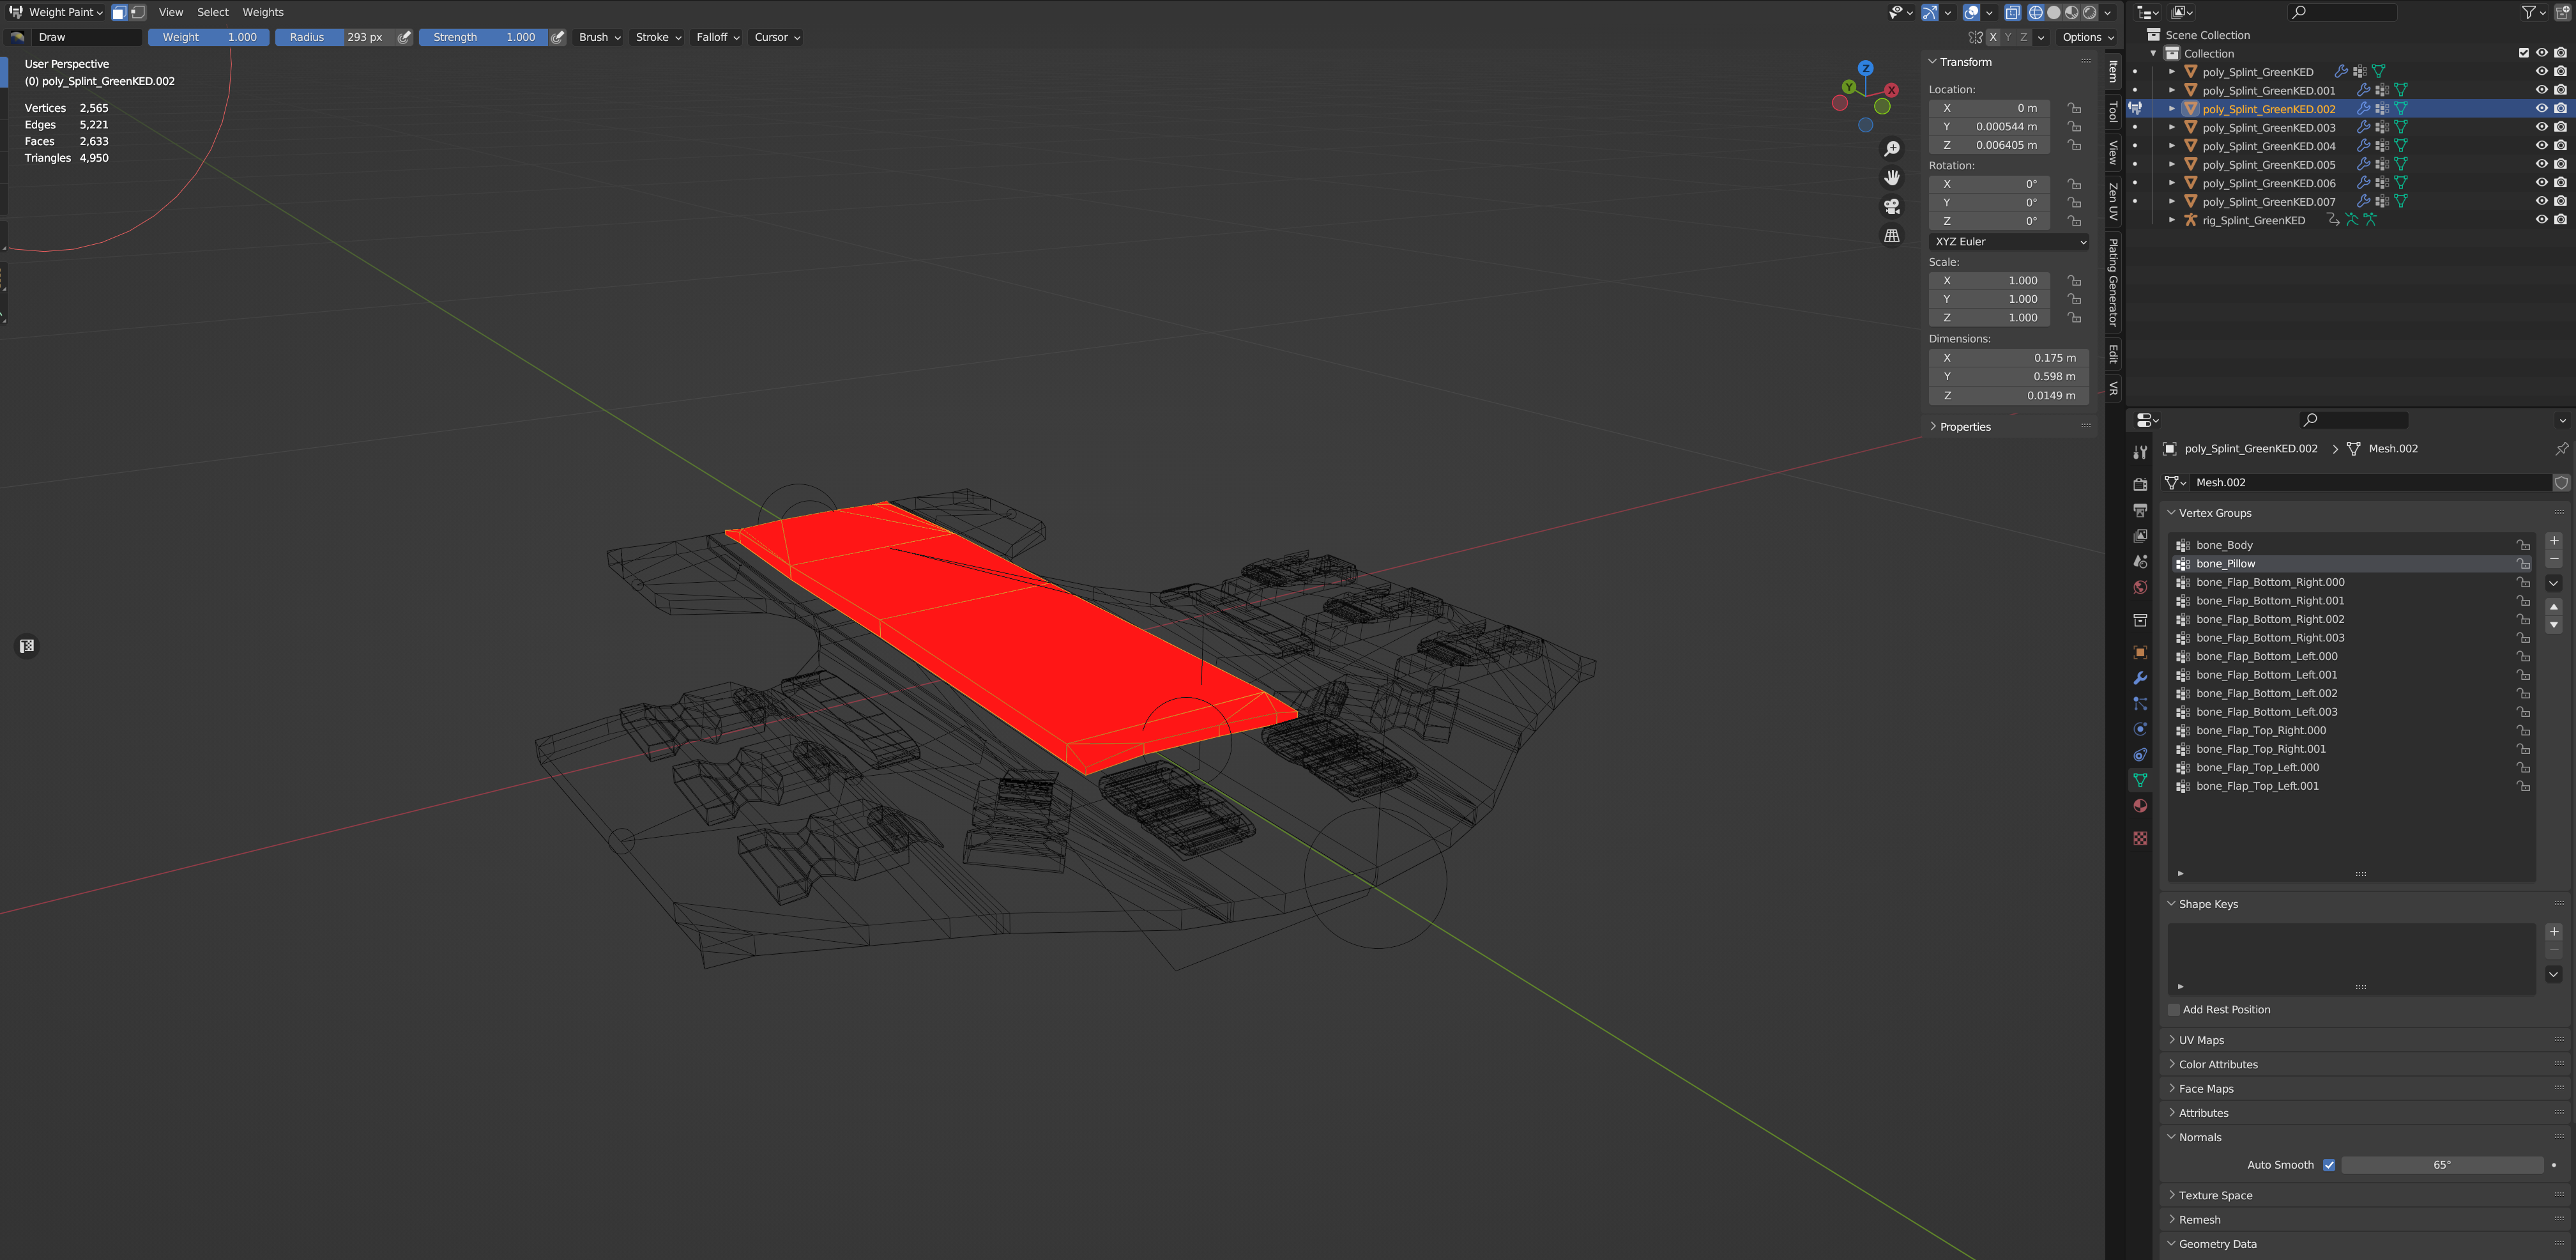 Weight Paint View Select Weights
Draw Weight 1.000 Radius 293 px Strength 1.000 Brush Stroke Falloff Cursor X Y Z Options
User Perspective
(0) poly_Splint_GreenKED.002
Vertices 2,565
Edges 5,221
Faces 2,633
Triangles 4,950
Z
Y
X
Transform
Location:
X 0 m
Y 0.000544 m
Z 0.006405 m
Rotation:
X 0°
Y 0°
Z 0°
XYZ Euler
Scale:
X 1.000
Y 1.000
Z 1.000
Dimensions:
X 0.175 m
Y 0.598 m
Z 0.0149 m
Properties
Item
Tool
View
Zen UV
Plating Generator
Edit
VR
Scene Collection
Collection
poly_Splint_GreenKED
poly_Splint_GreenKED.001
poly_Splint_GreenKED.002
poly_Splint_GreenKED.003
poly_Splint_GreenKED.004
poly_Splint_GreenKED.005
poly_Splint_GreenKED.006
poly_Splint_GreenKED.007
rig_Splint_GreenKED
poly_Splint_GreenKED.002 Mesh.002
Mesh.002
Vertex Groups
bone_Body
bone_Pillow
bone_Flap_Bottom_Right.000
bone_Flap_Bottom_Right.001
bone_Flap_Bottom_Right.002
bone_Flap_Bottom_Right.003
bone_Flap_Bottom_Left.000
bone_Flap_Bottom_Left.001
bone_Flap_Bottom_Left.002
bone_Flap_Bottom_Left.003
bone_Flap_Top_Right.000
bone_Flap_Top_Right.001
bone_Flap_Top_Left.000
bone_Flap_Top_Left.001
Shape Keys
Add Rest Position
UV Maps
Color Attributes
Face Maps
Attributes
Normals
Auto Smooth 65°
Texture Space
Remesh
Geometry Data